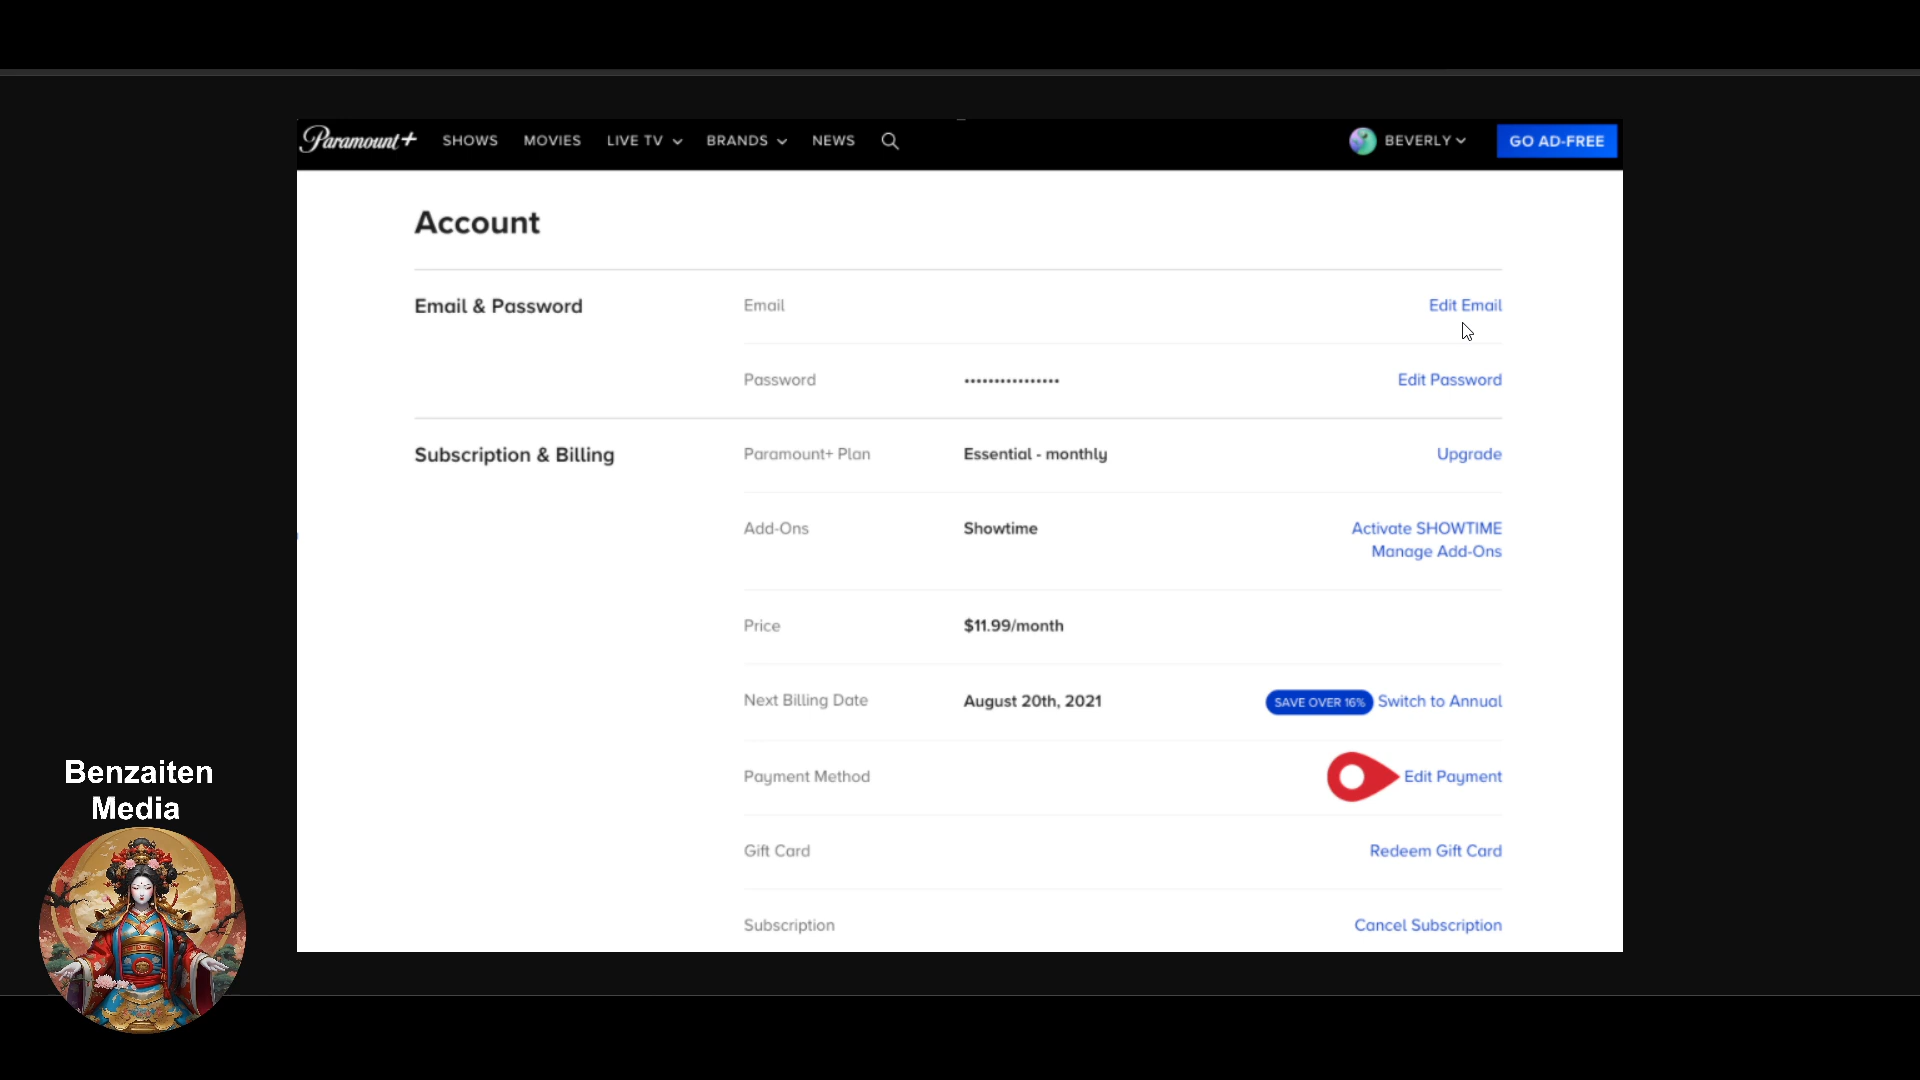 Paramount+ SHOWS MOVIES LIVE TV BRANDS NEWS BEVERLY GO AD-FREE
Account
Email & Password Email Edit Email
Password •••••••••••••••• Edit Password
Subscription & Billing Paramount+ Plan Essential - monthly Upgrade
Add-Ons Showtime Activate SHOWTIME
Manage Add-Ons
Price $11.99/month
Next Billing Date August 20th, 2021 SAVE OVER 16% Switch to Annual
Payment Method Edit Payment
Gift Card Redeem Gift Card
Subscription Cancel Subscription
Benzaiten
Media